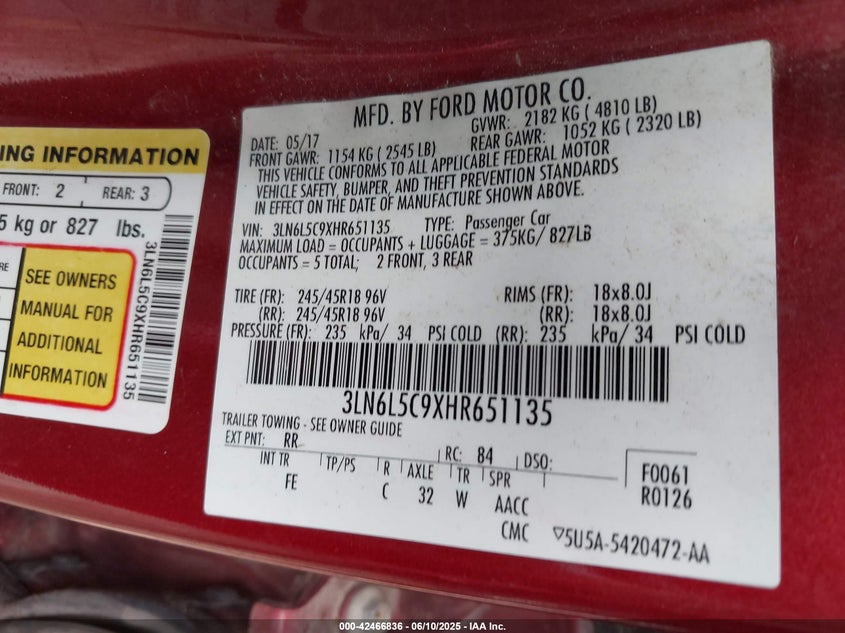 NG INFORMATION
FRONT: 2 REAR: 3
5 kg or 827 lbs.
RE
SEE OWNERS
MANUAL FOR
ADDITIONAL
INFORMATION
3LN6L5C9XHR651135
MFD. BY FORD MOTOR CO.
DATE: 05/17 GVWR: 2182 KG ( 4810 LB)
FRONT GAWR: 1154 KG ( 2545 LB) REAR GAWR: 1052 KG ( 2320 LB)
THIS VEHICLE CONFORMS TO ALL APPLICABLE FEDERAL MOTOR
VEHICLE SAFETY, BUMPER, AND THEFT PREVENTION STANDARDS
IN EFFECT ON THE DATE OF MANUFACTURE SHOWN ABOVE.
VIN: 3LN6L5C9XHR651135 TYPE: Passenger Car
MAXIMUM LOAD = OCCUPANTS + LUGGAGE = 375KG/ 827LB
OCCUPANTS = 5 TOTAL; 2 FRONT, 3 REAR
TIRE (FR): 245/45R18 96V RIMS (FR): 18x8.0J
(RR): 245/45R18 96V (RR): 18x8.0J
PRESSURE (FR): 235 kPa/ 34 PSI COLD (RR): 235 kPa/ 34 PSI COLD
3LN6L5C9XHR651135
TRAILER TOWING - SEE OWNER GUIDE
EXT PNT: RR RC: 84 DSO:
INT TR TP/PS R AXLE TR SPR
FE C 32 W AACC
CMC
F0061
R0126
▽5U5A-5420472-AA
000-42466836 - 06/10/2025 - IAA Inc.